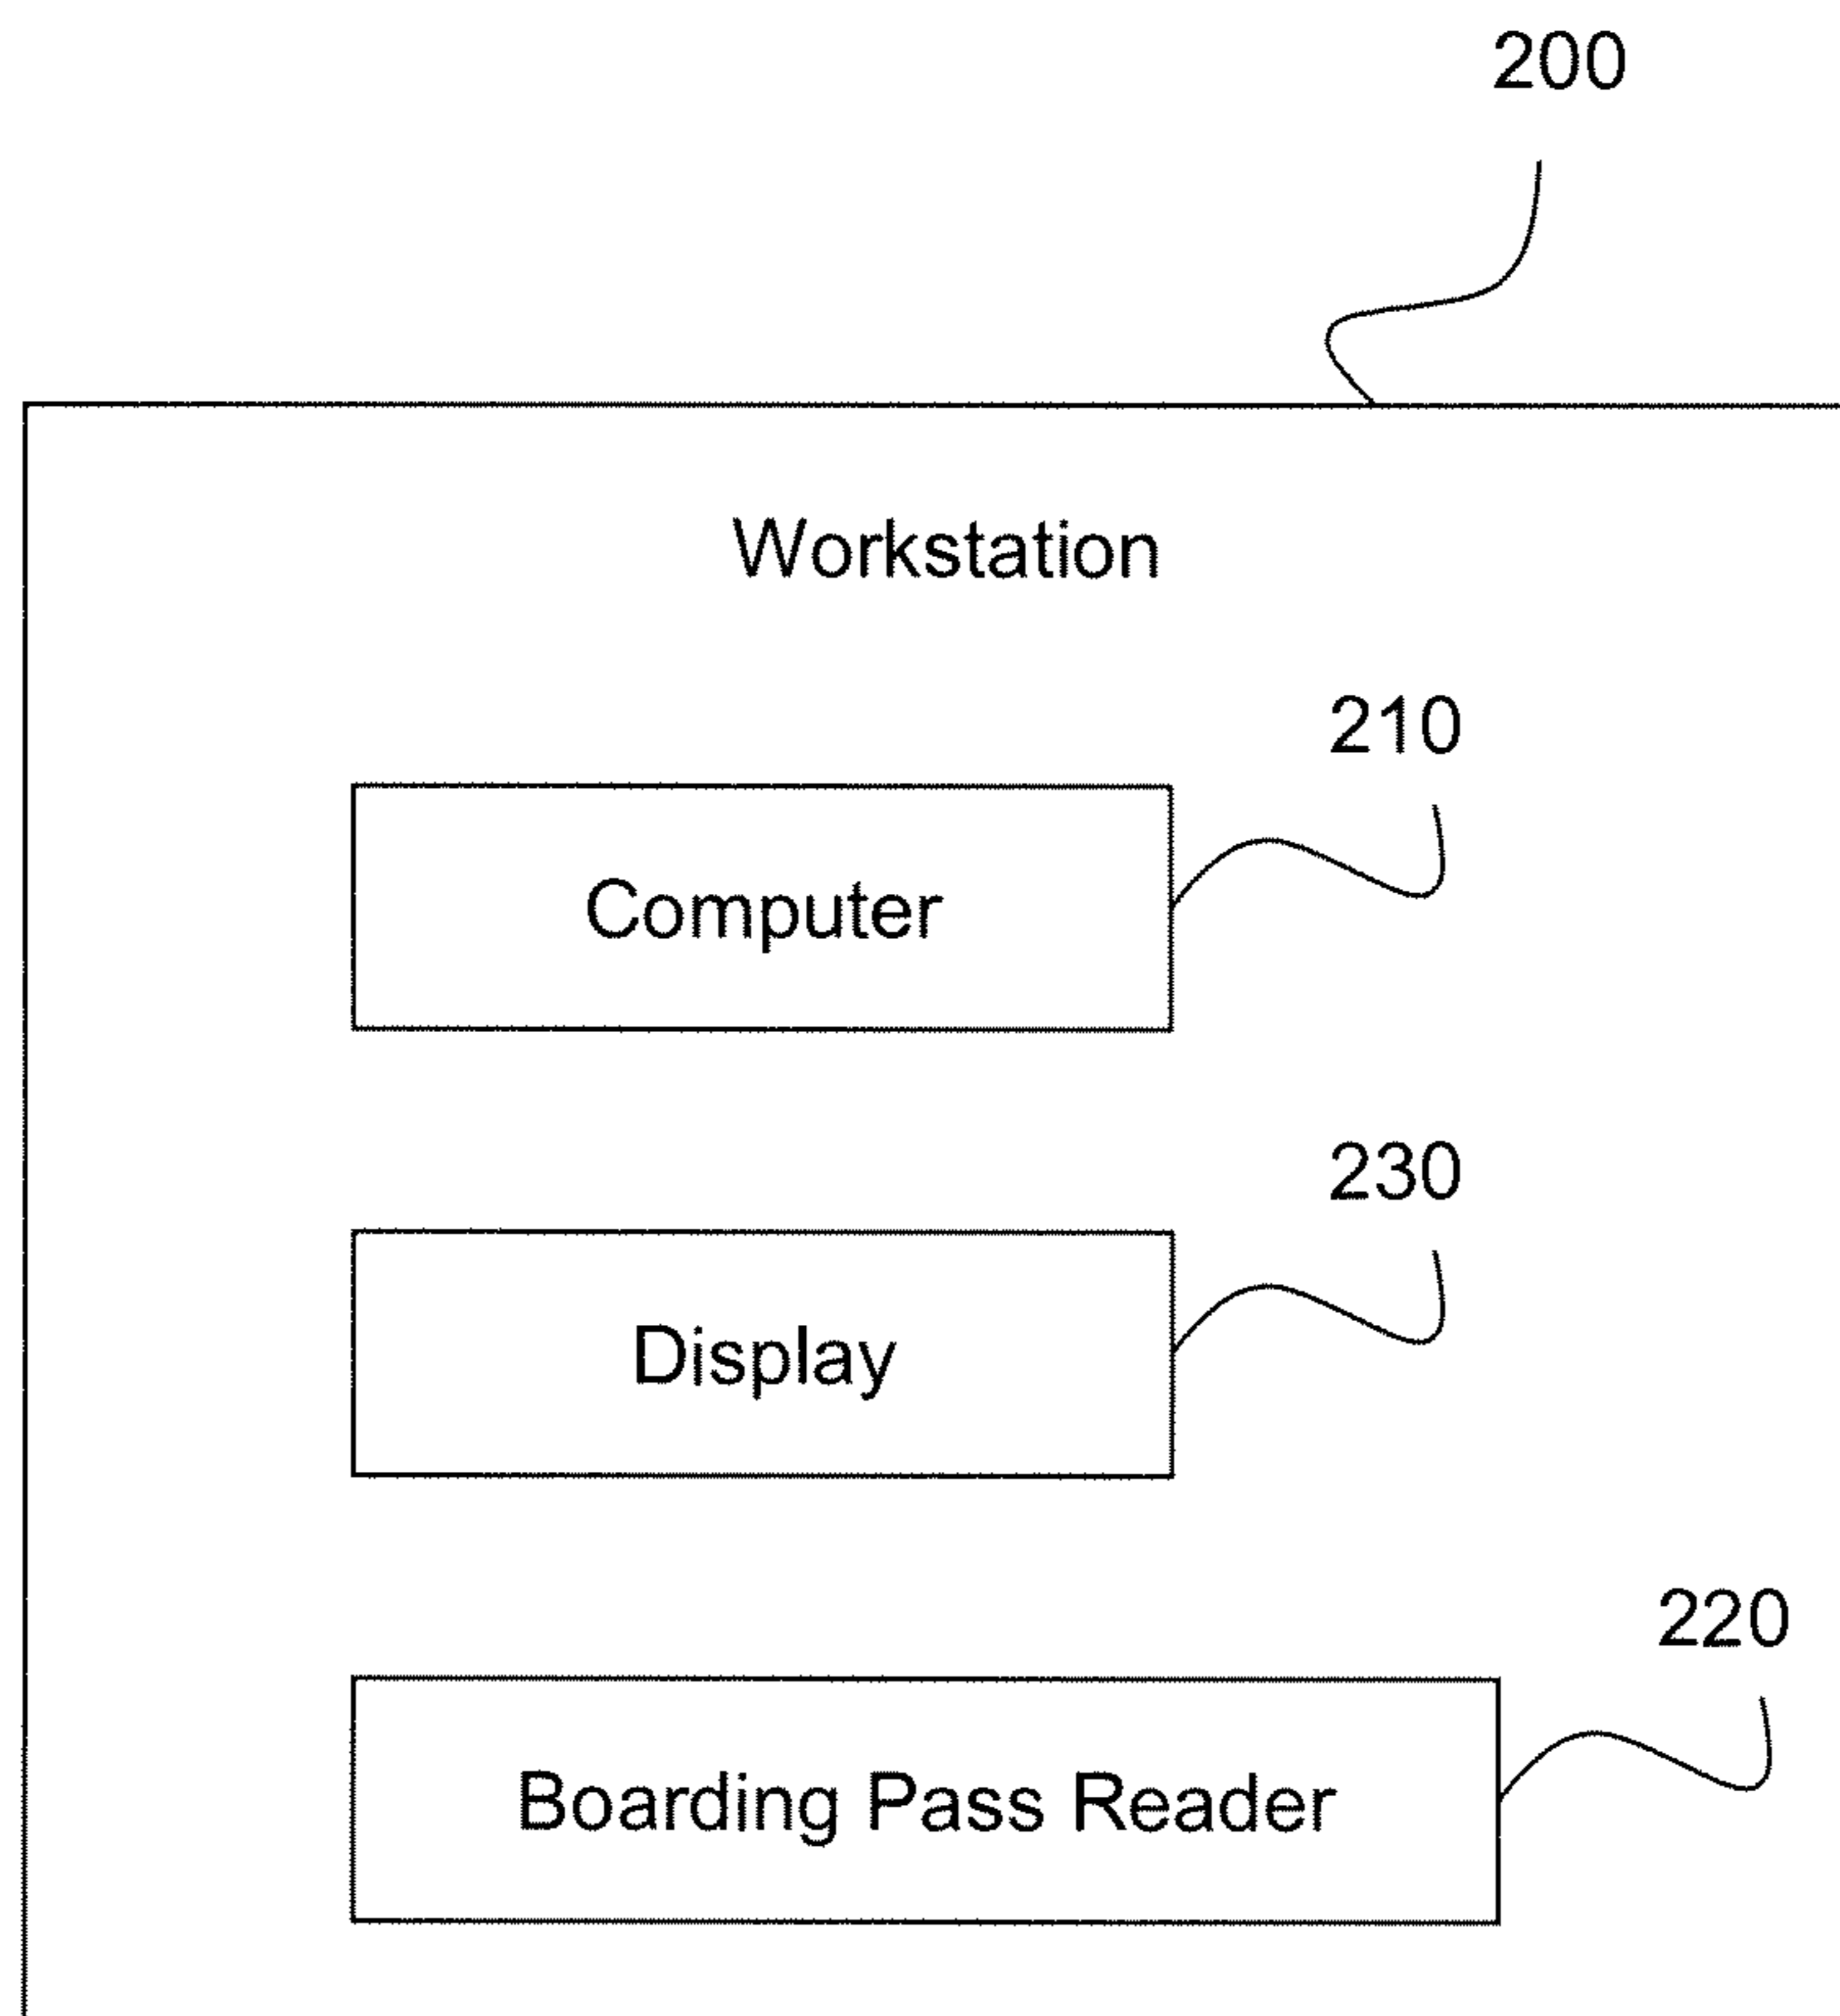 200
Workstation
210
Computer
230
Display
220
Boarding Pass Reader